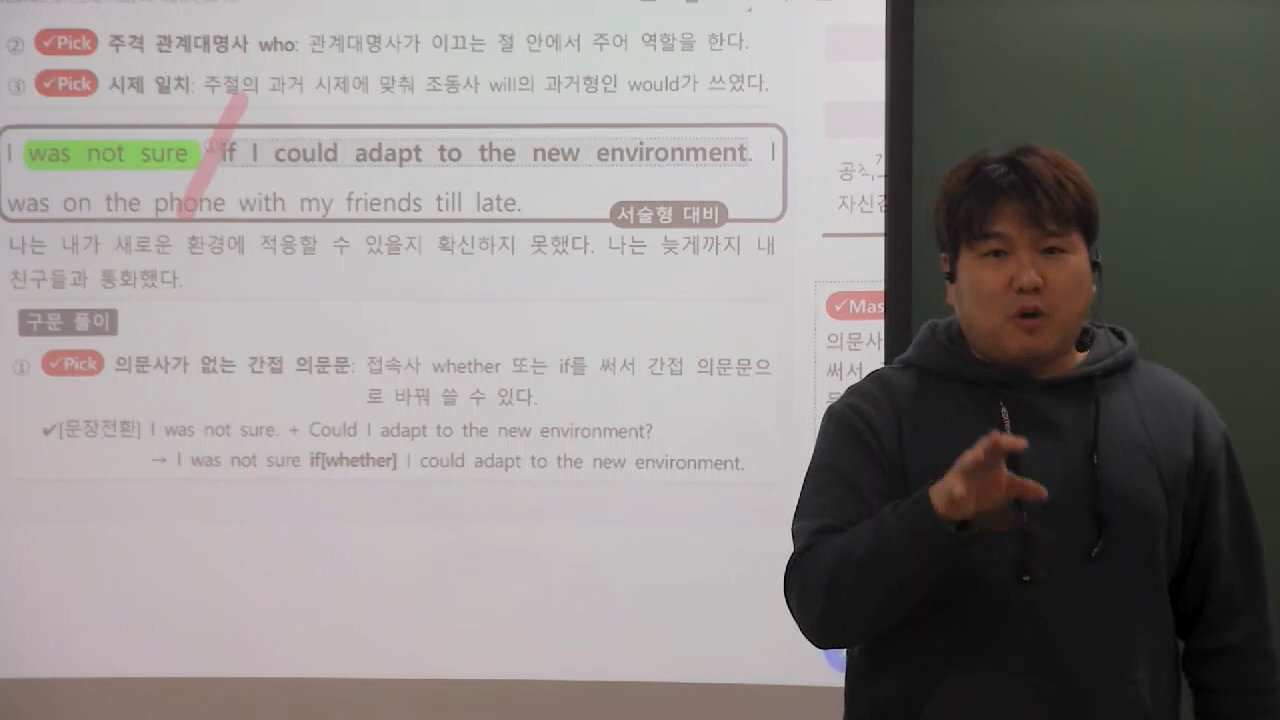 ② ✓Pick 주격 관계대명사 who: 관계대명사가 이끄는 절 안에서 주어 역할을 한다.
③ ✓Pick 시제 일치: 주절의 과거 시제에 맞춰 조동사 will의 과거형인 would가 쓰였다.
I was not sure ①if I could adapt to the new environment. I
was on the phone with my friends till late.
서술형 대비
나는 내가 새로운 환경에 적응할 수 있을지 확신하지 못했다. 나는 늦게까지 내
친구들과 통화했다.
구문 풀이
① ✓Pick 의문사가 없는 간접 의문문: 접속사 whether 또는 if를 써서 간접 의문문으
로 바꿔 쓸 수 있다.
✔[문장전환] I was not sure. + Could I adapt to the new environment?
→ I was not sure if[whether] I could adapt to the new environment.
자신
✓Mas
의문사
써서